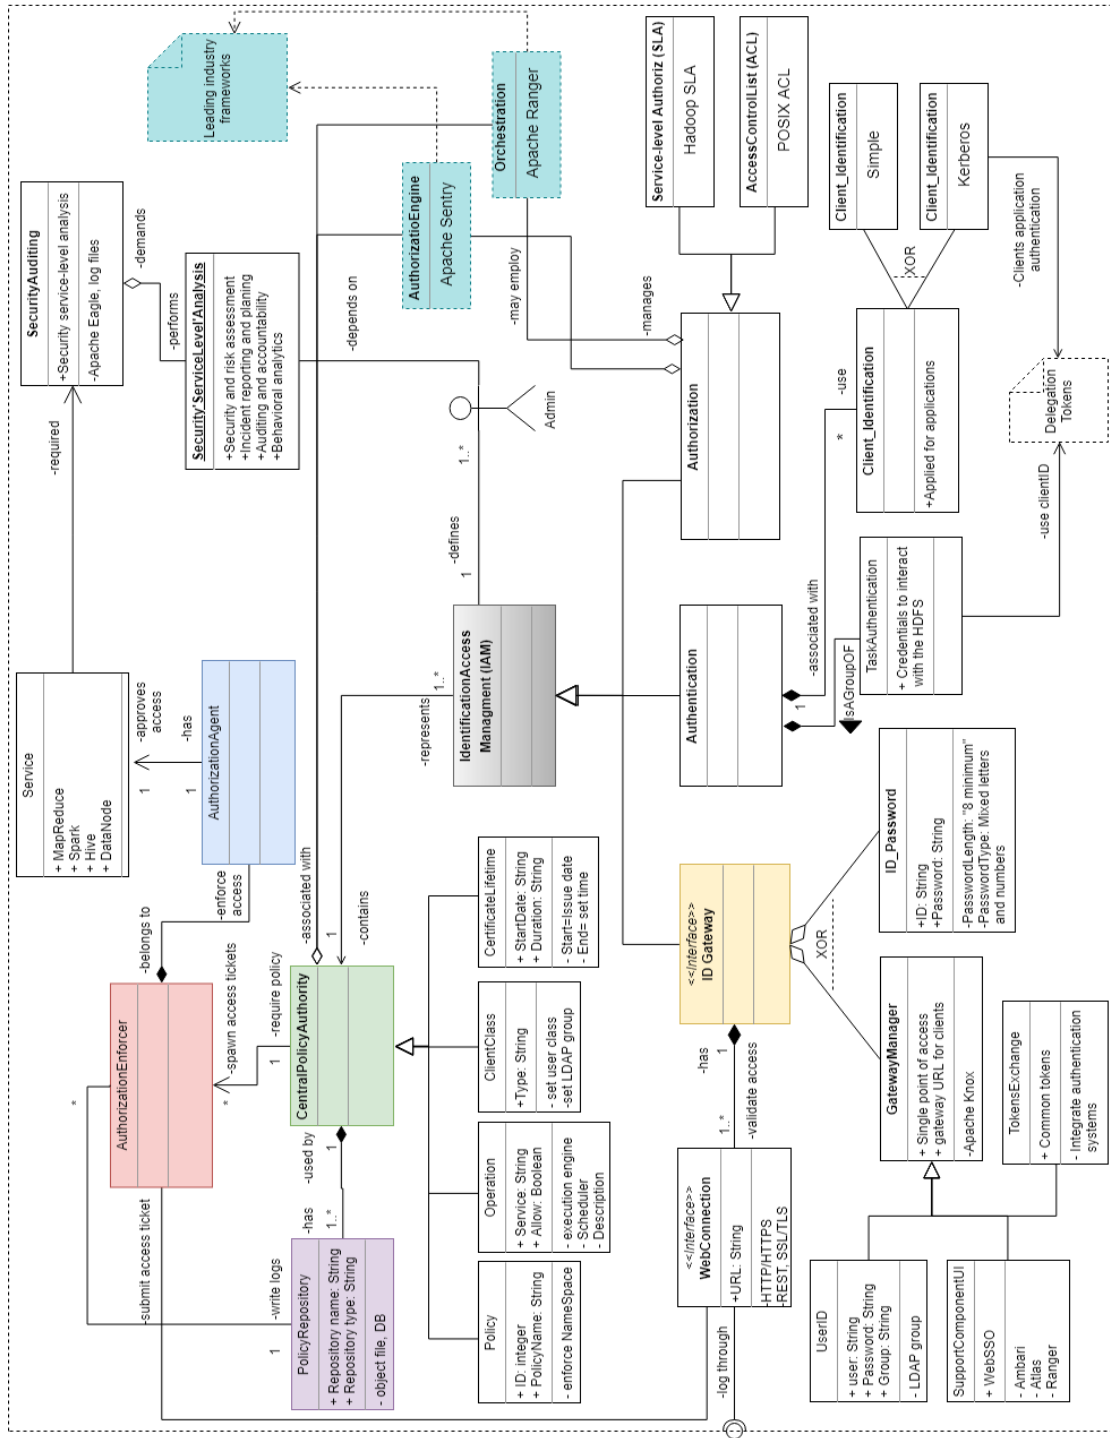 Leading industry
frameworks
SecurityAuditing
+Security service-level analysis
-Apache Eagle, log files
-demands
-performs
Security'ServiceLevel'Analysis
+Security and risk assessment
+Incident reporting and planing
+Auditing and accountability
+Behavioral analytics
-depends on
-required
Service
+ MapReduce
+ Spark
+ Hive
+ DataNode
-approves
access
1
-has
1
AuthorizationAgent
-enforce
access
-belongs to
AuthorizationEnforcer
-spawn access tickets
*
-require policy
1
*
-submit access ticket
-write logs
1
PolicyRepository
+ Repository name: String
+ Repository type: String
- object file, DB
-has
1..*
-used by
1
CentralPolicyAuthority
-associated with
1
-contains
-represents
1..*
IdentificationAccess
Managment (IAM)
-defines
1
1..*
Admin
AuthorizatioEngine
Apache Sentry
Orchestration
Apache Ranger
-may employ
-manages
Service-level Authoriz (SLA)
Hadoop SLA
AccessControlList (ACL)
POSIX ACL
Authorization
Authentication
1
-associated with
*
-use
IsAGroupOF
TaskAuthentication
+ Credentials to interact
with the HDFS
Client_Identification
+Applied for applications
XOR
Client_Identification
Simple
Client_Identification
Kerberos
-Clients application
authentication
-use clientID
Delegation
Tokens
Policy
+ ID: integer
+ PolicyName: String
- enforce NameSpace
Operation
+ Service: String
+ Allow: Boolean
- execution engine
- Scheduler
- Description
ClientClass
+Type: String
- set user class
-set LDAP group
CertificateLifetime
+ StartDate: String
+ Duration: String
- Start=Issue date
- End= set time
<<Interface>>
ID Gateway
-has
1
1..*
-validate access
<<Interface>>
WebConnection
+URL: String
-HTTP/HTTPS
-REST, SSL/TLS
-log through
XOR
ID_Password
+ID: String
+Password: String
-PasswordLength: "8 minimum"
-PasswordType: Mixed letters
and numbers
GatewayManager
+ Single point of access
+ gateway URL for clients
-Apache Knox
TokensExchange
+ Common tokens
- Integrate authentication
systems
UserID
+ user: String
+ Password: String
+ Group: String
- LDAP group
SupportComponentUI
+ WebSSO
- Ambari
- Atlas
- Ranger